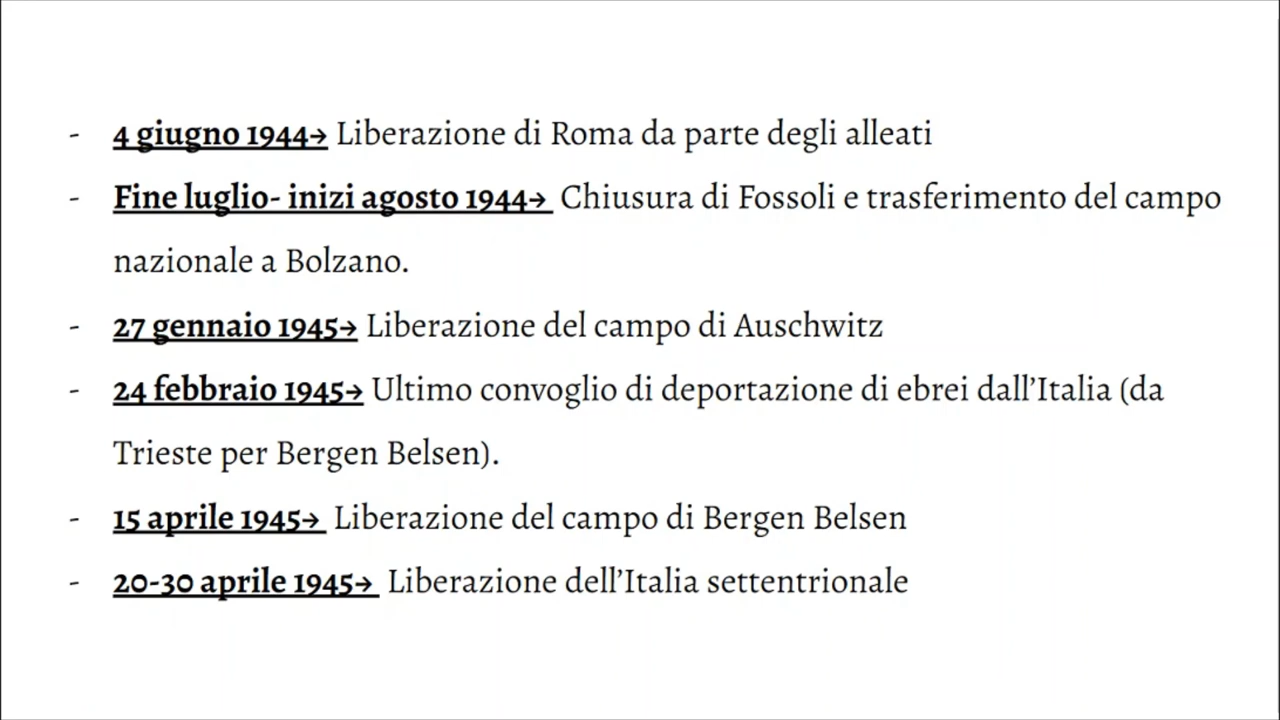 - 4 giugno 1944→ Liberazione di Roma da parte degli alleati
- Fine luglio- inizi agosto 1944→ Chiusura di Fossoli e trasferimento del campo
nazionale a Bolzano.
- 27 gennaio 1945→ Liberazione del campo di Auschwitz
- 24 febbraio 1945→ Ultimo convoglio di deportazione di ebrei dall’Italia (da
Trieste per Bergen Belsen).
- 15 aprile 1945→ Liberazione del campo di Bergen Belsen
- 20-30 aprile 1945→ Liberazione dell’Italia settentrionale